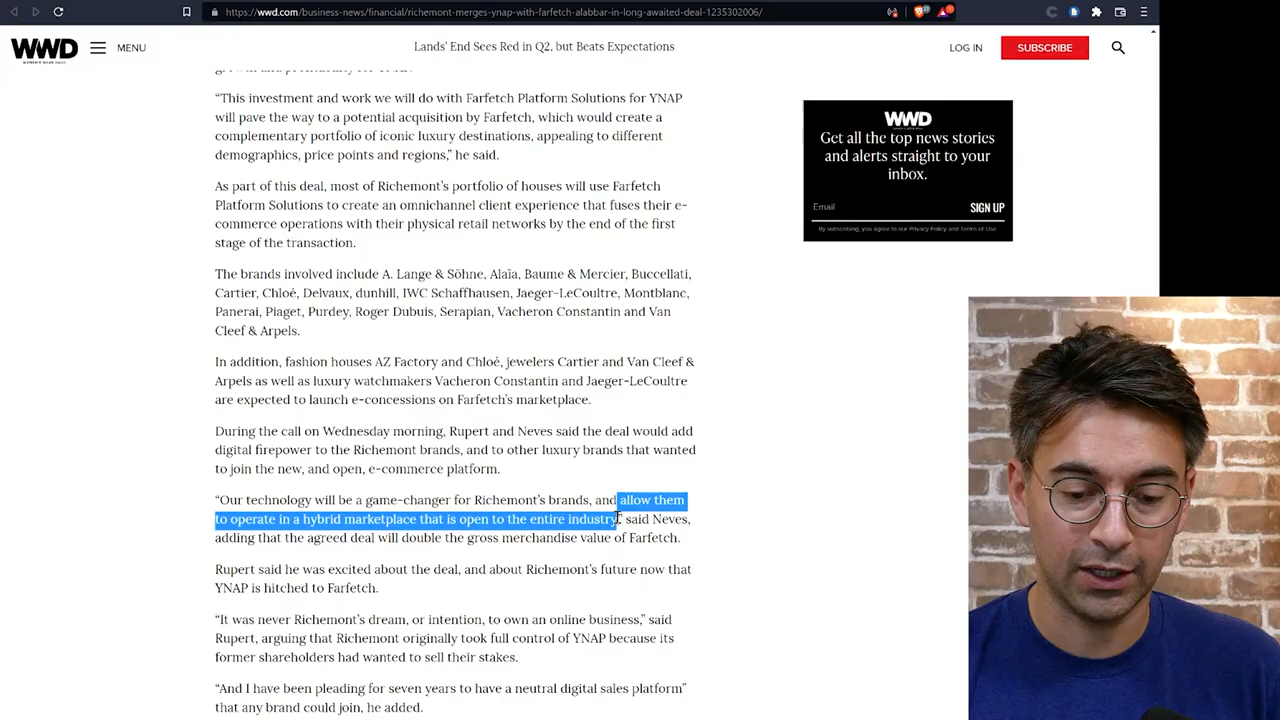 https://wwd.com/business-news/financial/richemont-merges-ynap-with-farfetch-alabbar-in-long-awaited-deal-1235302006/
WWD
WOMEN'S WEAR DAILY
MENU
Lands' End Sees Red in Q2, but Beats Expectations
LOG IN
SUBSCRIBE
“This investment and work we will do with Farfetch Platform Solutions for YNAP
will pave the way to a potential acquisition by Farfetch, which would create a
complementary portfolio of iconic luxury destinations, appealing to different
demographics, price points and regions,” he said.
As part of this deal, most of Richemont’s portfolio of houses will use Farfetch
Platform Solutions to create an omnichannel client experience that fuses their e-
commerce operations with their physical retail networks by the end of the first
stage of the transaction.
The brands involved include A. Lange & Söhne, Alaïa, Baume & Mercier, Buccellati,
Cartier, Chloé, Delvaux, dunhill, IWC Schaffhausen, Jaeger-LeCoultre, Montblanc,
Panerai, Piaget, Purdey, Roger Dubuis, Serapian, Vacheron Constantin and Van
Cleef & Arpels.
In addition, fashion houses AZ Factory and Chloé, jewelers Cartier and Van Cleef &
Arpels as well as luxury watchmakers Vacheron Constantin and Jaeger-LeCoultre
are expected to launch e-concessions on Farfetch’s marketplace.
During the call on Wednesday morning, Rupert and Neves said the deal would add
digital firepower to the Richemont brands, and to other luxury brands that wanted
to join the new, and open, e-commerce platform.
“Our technology will be a game-changer for Richemont’s brands, and allow them
to operate in a hybrid marketplace that is open to the entire industry,” said Neves,
adding that the agreed deal will double the gross merchandise value of Farfetch.
Rupert said he was excited about the deal, and about Richemont’s future now that
YNAP is hitched to Farfetch.
“It was never Richemont’s dream, or intention, to own an online business,” said
Rupert, arguing that Richemont originally took full control of YNAP because its
former shareholders had wanted to sell their stakes.
“And I have been pleading for seven years to have a neutral digital sales platform”
that any brand could join, he added.
WWD
Get all the top news stories
and alerts straight to your
inbox.
Email
SIGN UP
By subscribing, you agree to our Privacy Policy and Terms of Use.